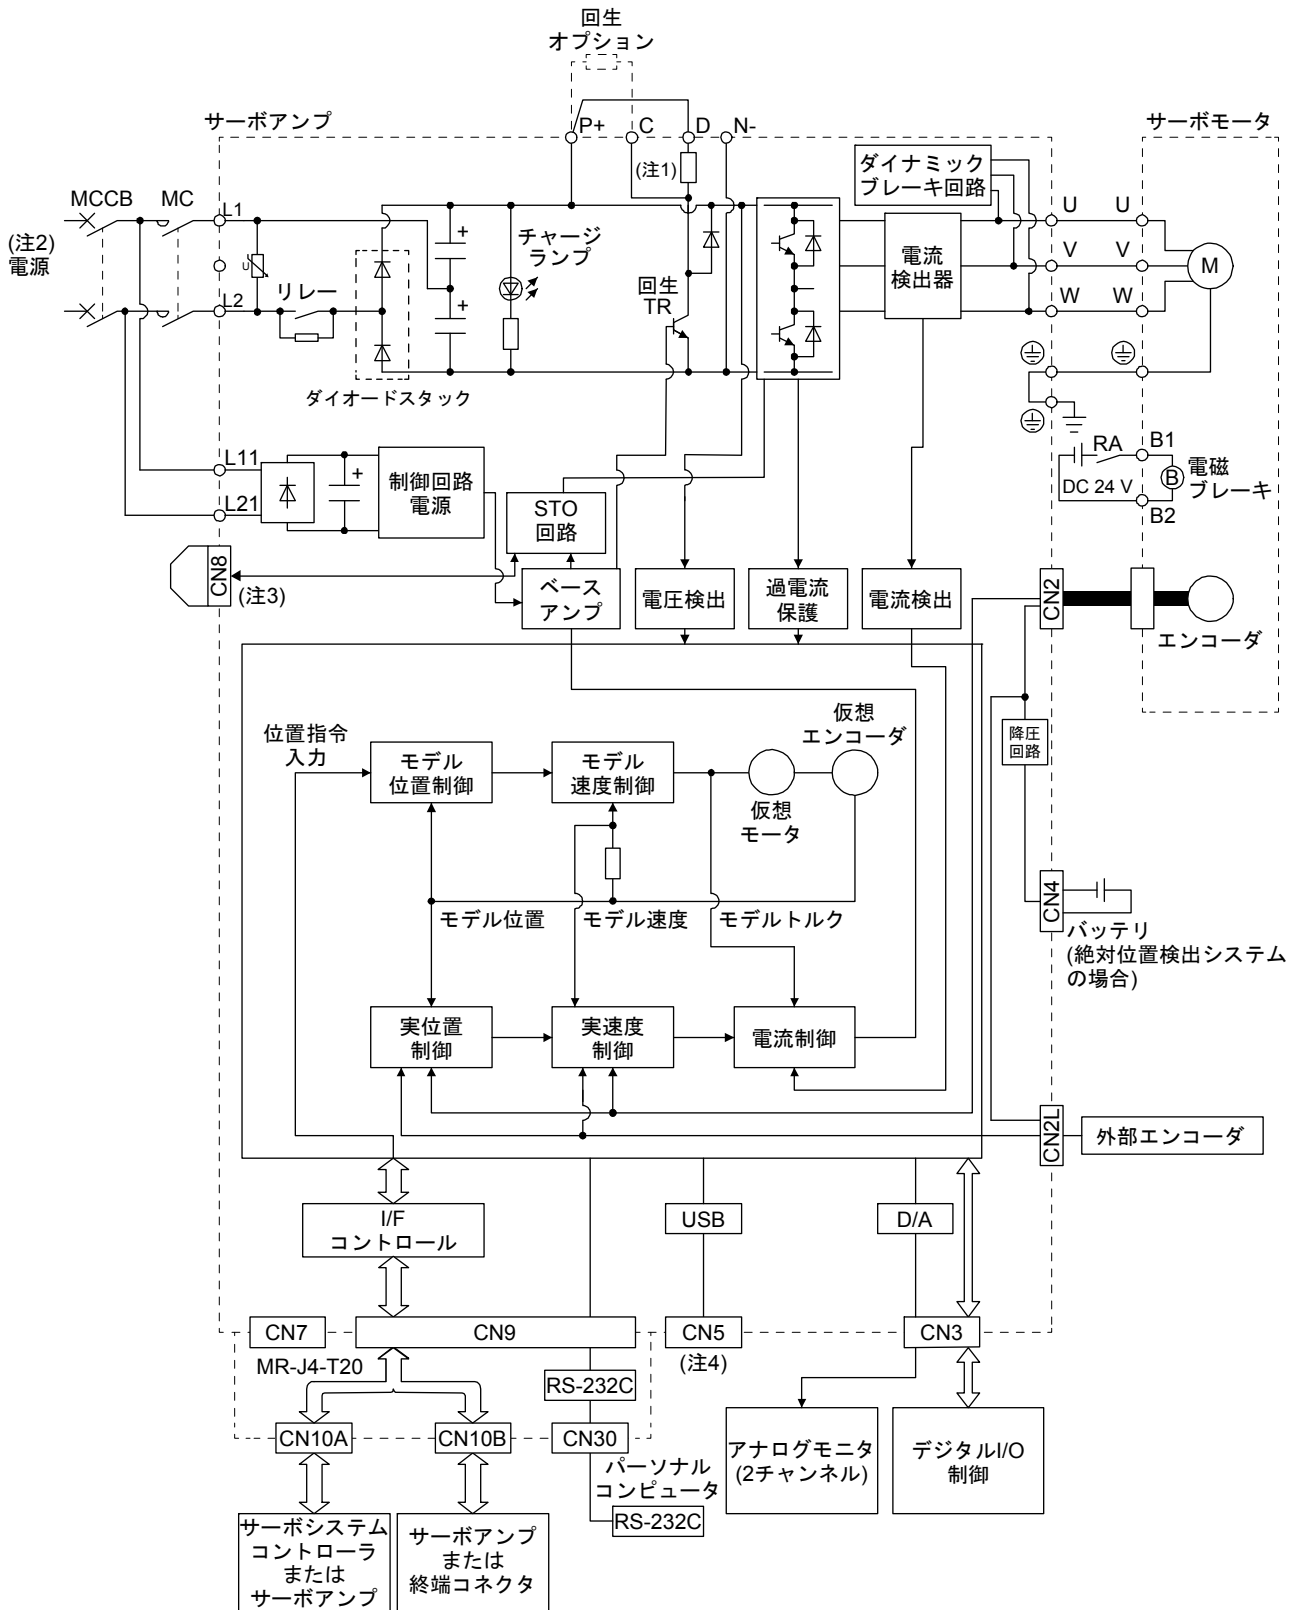 回生
オプション
サーボアンプ
P+
C
D
N-
サーボモータ
(注1)
ダイナミック
ブレーキ回路
MCCB
MC
L1
U
U
(注2)
電源
U
チャージ
ランプ
電流
検出器
V
V
M
リレー
回生
TR
L2
W
W
ダイオードスタック
L11
制御回路
電源
RA
B1
電磁
ブレーキ
B
DC 24 V
B2
L21
STO
回路
CN8
(注3)
ベース
アンプ
電圧検出
過電流
保護
電流検出
CN2
エンコーダ
位置指令
入力
仮想
エンコーダ
降圧
回路
モデル
位置制御
モデル
速度制御
仮想
モータ
CN4
モデル位置
モデル速度
モデルトルク
バッテリ
(絶対位置検出システム
の場合)
実位置
制御
実速度
制御
電流制御
CN2L
外部エンコーダ
I/F
コントロール
USB
D/A
CN7
CN9
CN5
CN3
MR-J4-T20
(注4)
RS-232C
CN10A
CN10B
CN30
アナログモニタ
(2チャンネル)
デジタルI/O
制御
パーソナル
コンピュータ
RS-232C
サーボシステム
コントローラ
または
サーボアンプ
サーボアンプ
または
終端コネクタ